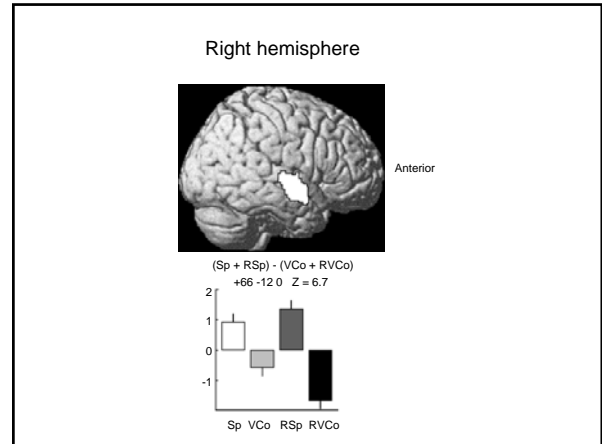 Right hemisphere
Anterior
(Sp + RSp) - (VCo + RVCo)
+66 -12 0 Z = 6.7
2
1
0
-1
Sp VCo RSp RVCo